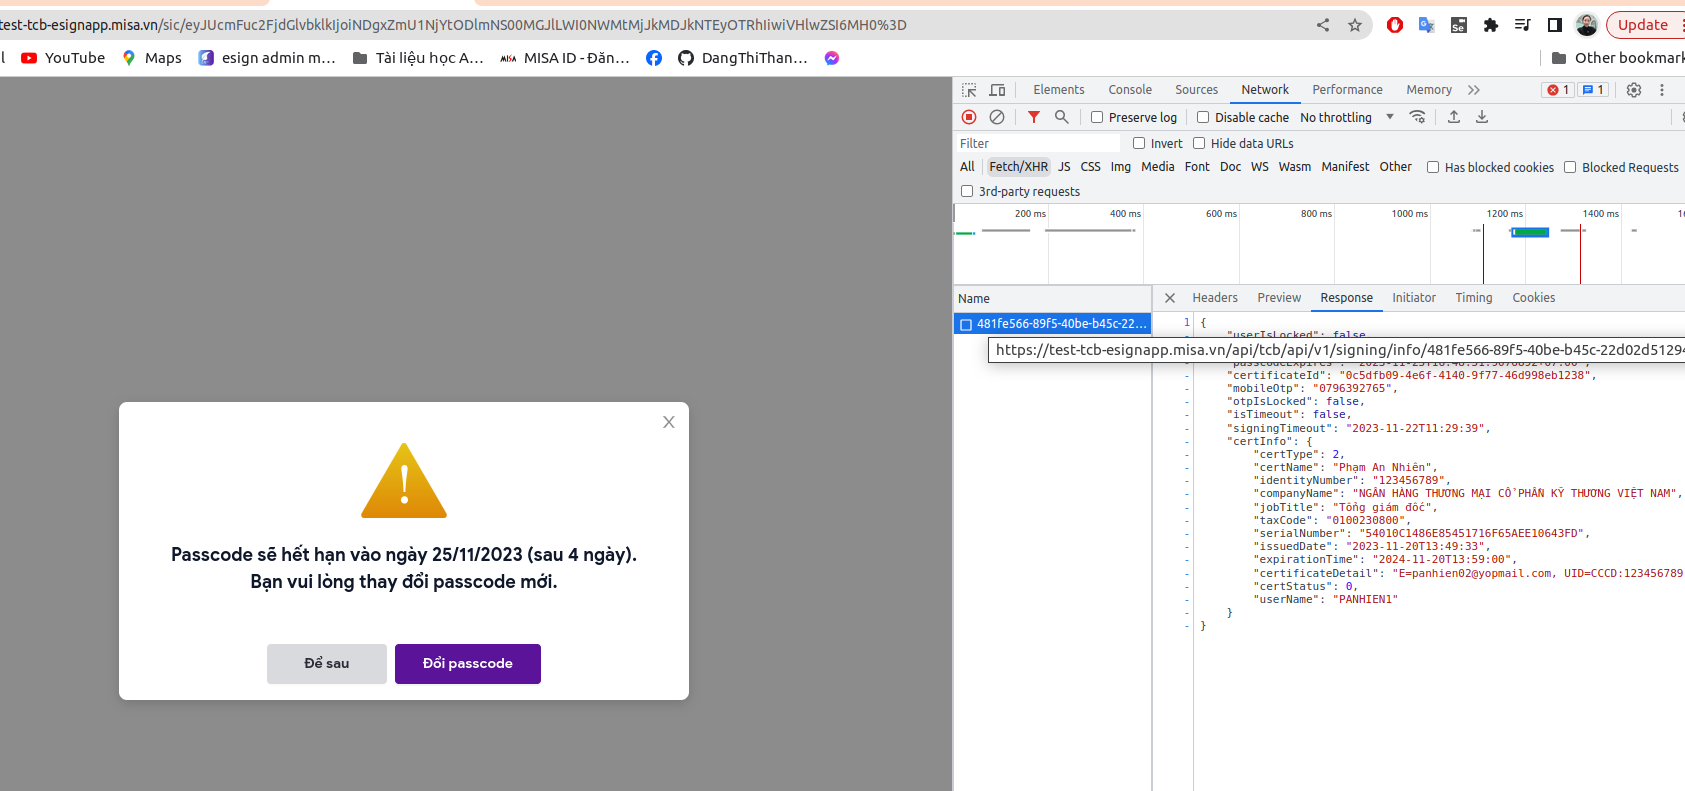 test-tcb-esignapp.misa.vn/sic/eyJUcmFuc2FjdGlvbklkIjoiNDgxZmU1NjYtODlmNS00MGJlLWI0NWMtMjJkMDJkNTEyOTRhIiwiVHlwZSI6MH0%3D
Update
YouTube Maps esign admin m... Tài liệu học A... MISA ID - Đăn... DangThiThan... Other bookmark
Elements Console Sources Network Performance Memory 1 1
Preserve log Disable cache No throttling
Filter Invert Hide data URLs
All Fetch/XHR JS CSS Img Media Font Doc WS Wasm Manifest Other Has blocked cookies Blocked Requests
3rd-party requests
200 ms 400 ms 600 ms 800 ms 1000 ms 1200 ms 1400 ms
Name Headers Preview Response Initiator Timing Cookies
481fe566-89f5-40be-b45c-22...
1 {
"userIsLocked": false
https://test-tcb-esignapp.misa.vn/api/tcb/api/v1/signing/info/481fe566-89f5-40be-b45c-22d02d51294
- "certificateId": "0c5dfb09-4e6f-4140-9f77-46d998eb1238",
- "mobileOtp": "0796392765",
- "otpIsLocked": false,
- "isTimeout": false,
- "signingTimeout": "2023-11-22T11:29:39",
- "certInfo": {
- "certType": 2,
- "certName": "Phạm An Nhiên",
- "identityNumber": "123456789",
- "companyName": "NGÂN HÀNG THƯƠNG MẠI CỔ PHẦN KỸ THƯƠNG VIỆT NAM",
- "jobTitle": "Tổng giám đốc",
- "taxCode": "0100230800",
- "serialNumber": "54010C1486E85451716F65AEE10643FD",
- "issuedDate": "2023-11-20T13:49:33",
- "expirationTime": "2024-11-20T13:59:00",
- "certificateDetail": "E=panhien02@yopmail.com, UID=CCCD:123456789
- "certStatus": 0,
- "userName": "PANHIEN1"
- }
- }
X
Passcode sẽ hết hạn vào ngày 25/11/2023 (sau 4 ngày).
Bạn vui lòng thay đổi passcode mới.
Để sau Đổi passcode